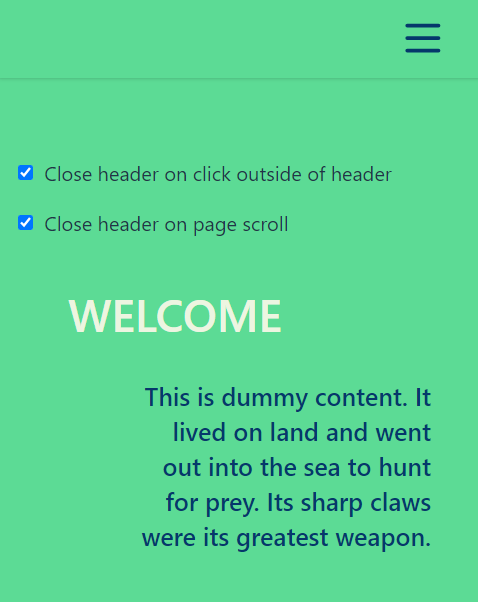 Close header on click outside of header
Close header on page scroll
WELCOME
This is dummy content. It
lived on land and went
out into the sea to hunt
for prey. Its sharp claws
were its greatest weapon.